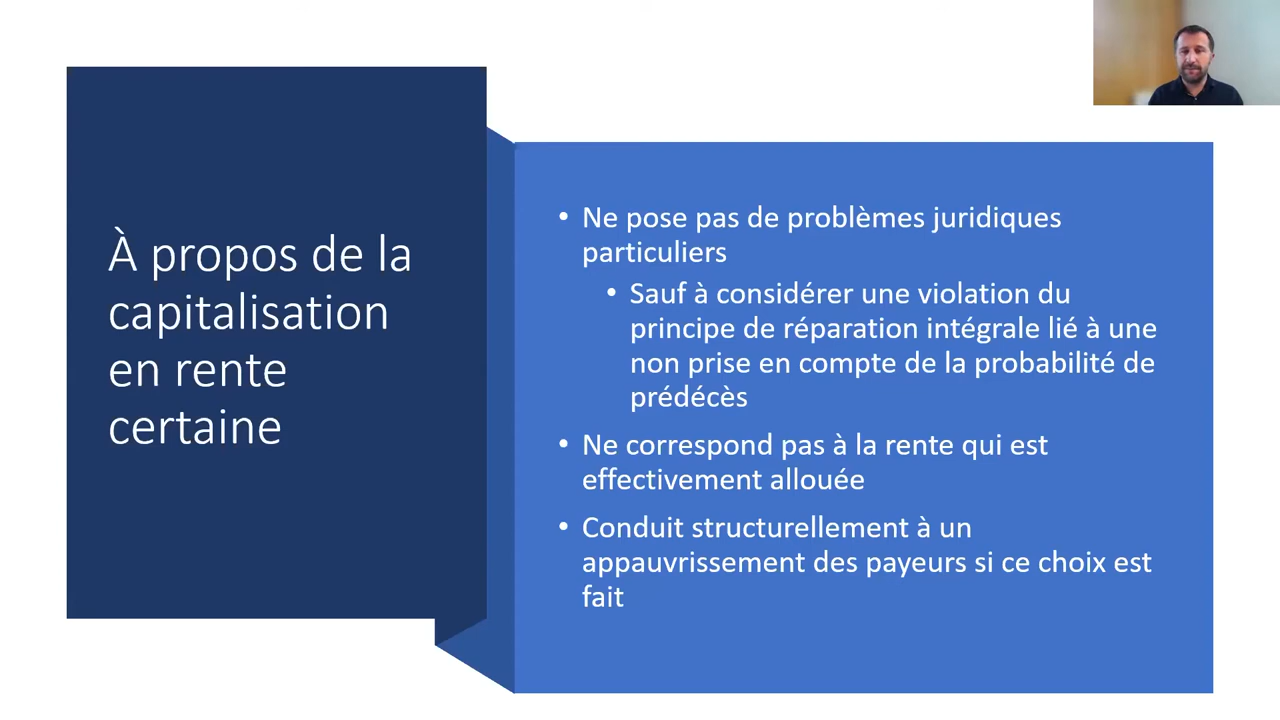 À propos de la
capitalisation
en rente
certaine
• Ne pose pas de problèmes juridiques
particuliers
• Sauf à considérer une violation du
principe de réparation intégrale lié à une
non prise en compte de la probabilité de
prédécès
• Ne correspond pas à la rente qui est
effectivement allouée
• Conduit structurellement à un
appauvrissement des payeurs si ce choix est
fait